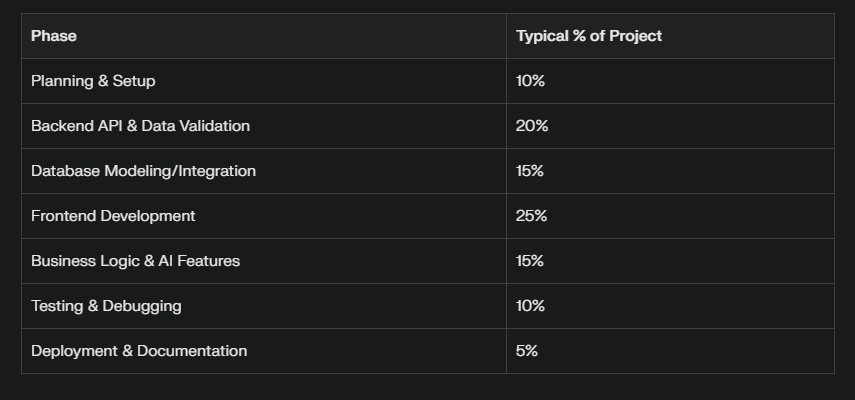 Phase Typical % of Project
Planning & Setup 10%
Backend API & Data Validation 20%
Database Modeling/Integration 15%
Frontend Development 25%
Business Logic & AI Features 15%
Testing & Debugging 10%
Deployment & Documentation 5%